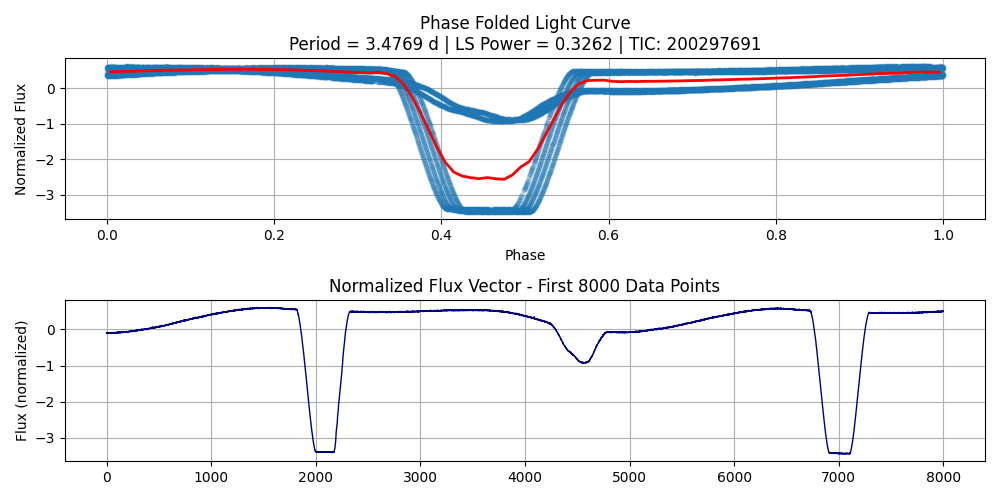 Phase Folded Light Curve
Period = 3.4769 d | LS Power = 0.3262 | TIC: 200297691
Normalized Flux
0
−1
−2
−3
0.0 0.2 0.4 0.6 0.8 1.0
Phase
Normalized Flux Vector - First 8000 Data Points
Flux (normalized)
0
−1
−2
−3
0 1000 2000 3000 4000 5000 6000 7000 8000